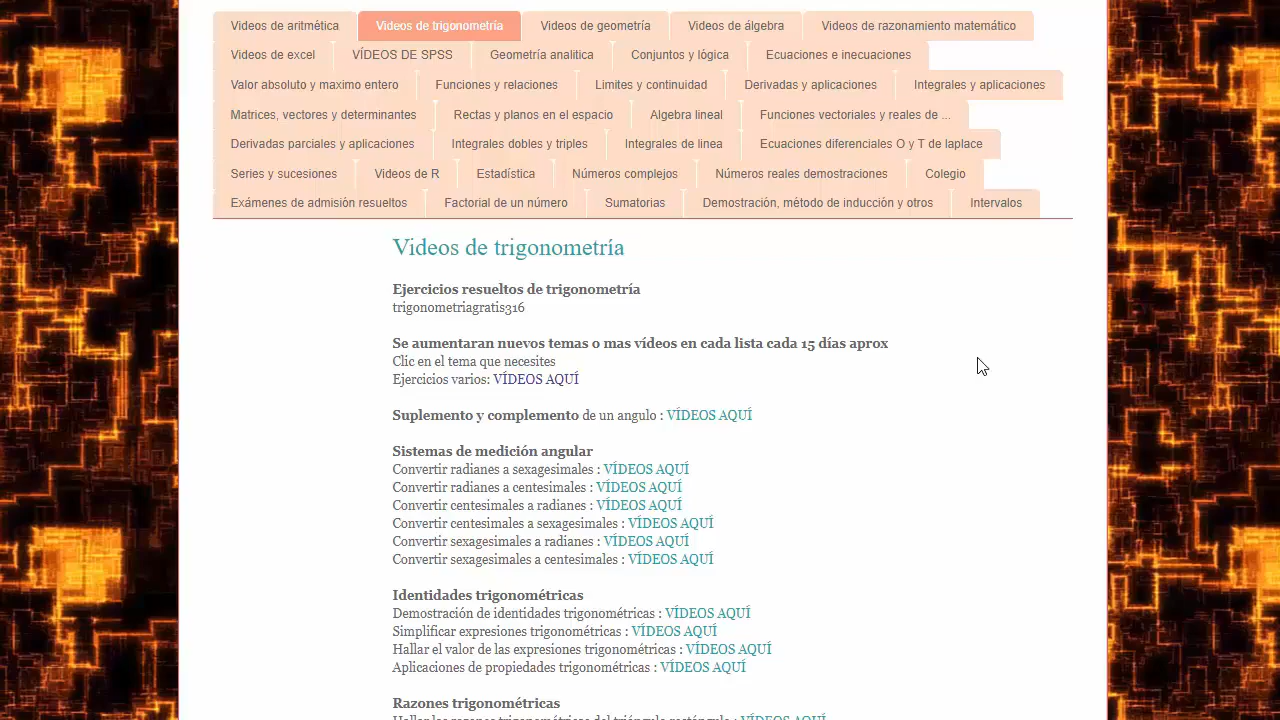 Videos de aritmética Videos de trigonometría Videos de geometría Videos de álgebra Videos de razonamiento matemático
Videos de excel VÍDEOS DE SPSS Geometría analítica Conjuntos y lógica Ecuaciones e inecuaciones
Valor absoluto y maximo entero Funciones y relaciones Limites y continuidad Derivadas y aplicaciones Integrales y aplicaciones
Matrices, vectores y determinantes Rectas y planos en el espacio Algebra lineal Funciones vectoriales y reales de ...
Derivadas parciales y aplicaciones Integrales dobles y triples Integrales de linea Ecuaciones diferenciales O y T de laplace
Series y sucesiones Videos de R Estadística Números complejos Números reales demostraciones Colegio
Exámenes de admisión resueltos Factorial de un número Sumatorias Demostración, método de inducción y otros Intervalos
Videos de trigonometría
Ejercicios resueltos de trigonometría
trigonometriagratis316
Se aumentaran nuevos temas o mas vídeos en cada lista cada 15 días aprox
Clic en el tema que necesites
Ejercicios varios: VÍDEOS AQUÍ
Suplemento y complemento de un angulo : VÍDEOS AQUÍ
Sistemas de medición angular
Convertir radianes a sexagesimales : VÍDEOS AQUÍ
Convertir radianes a centesimales : VÍDEOS AQUÍ
Convertir centesimales a radianes : VÍDEOS AQUÍ
Convertir centesimales a sexagesimales : VÍDEOS AQUÍ
Convertir sexagesimales a radianes : VÍDEOS AQUÍ
Convertir sexagesimales a centesimales : VÍDEOS AQUÍ
Identidades trigonométricas
Demostración de identidades trigonométricas : VÍDEOS AQUÍ
Simplificar expresiones trigonométricas : VÍDEOS AQUÍ
Hallar el valor de las expresiones trigonométricas : VÍDEOS AQUÍ
Aplicaciones de propiedades trigonométricas : VÍDEOS AQUÍ
Razones trigonométricas